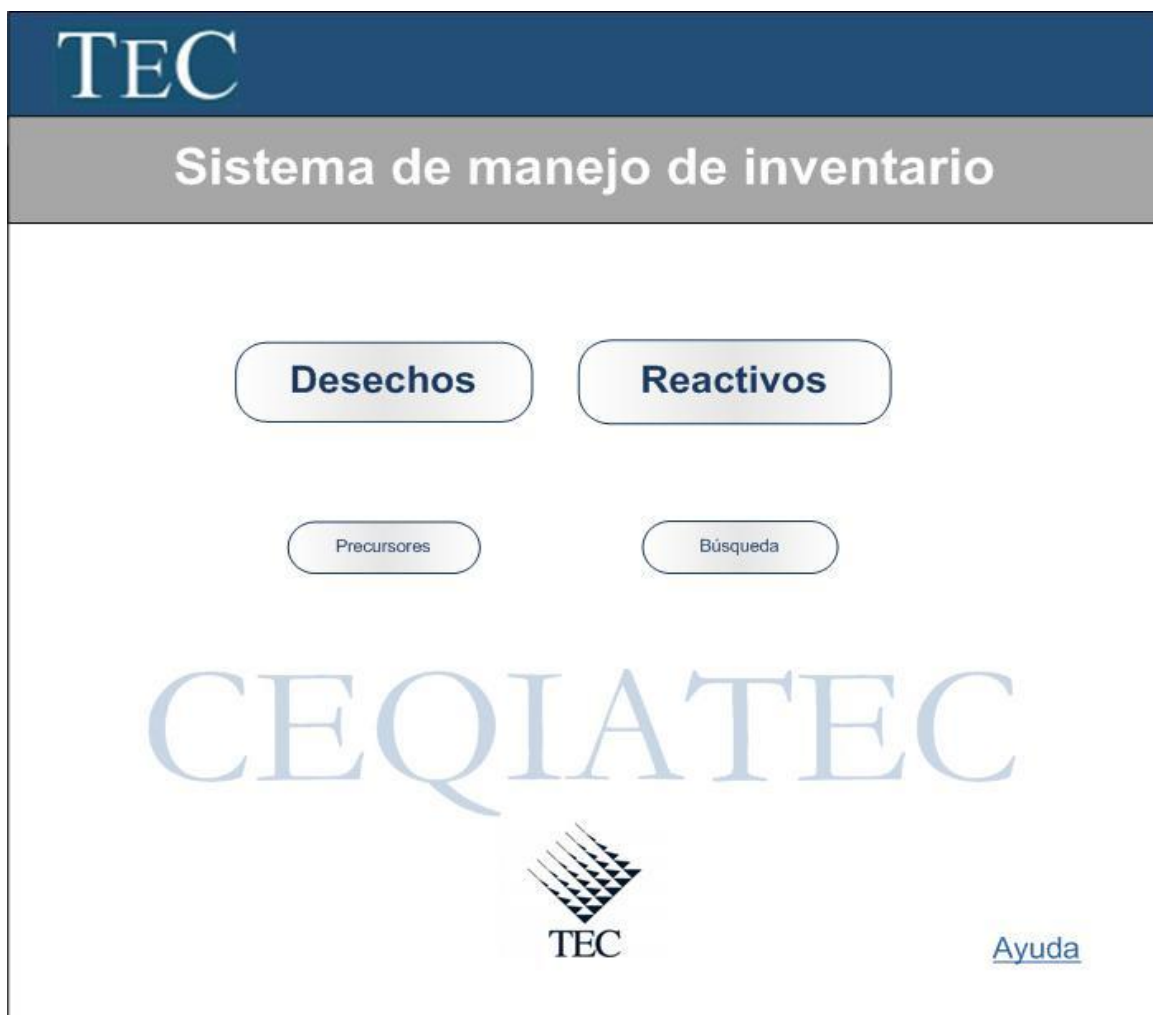 TEC
Sistema de manejo de inventario
Desechos Reactivos
Precursores Búsqueda
CEQIATEC
TEC
Ayuda